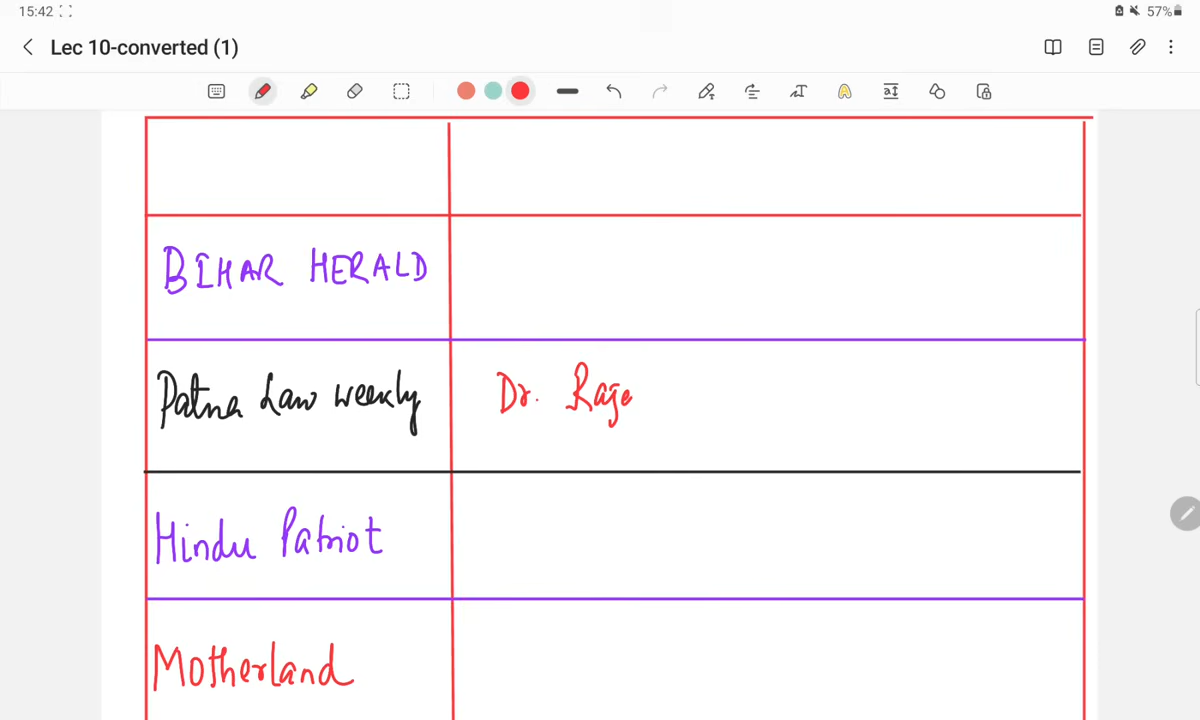 15:42
57%
Lec 10-converted (1)
BIHAR HERALD
Patna Law weekly
Dr. Raje
Hindu Patriot
Motherland